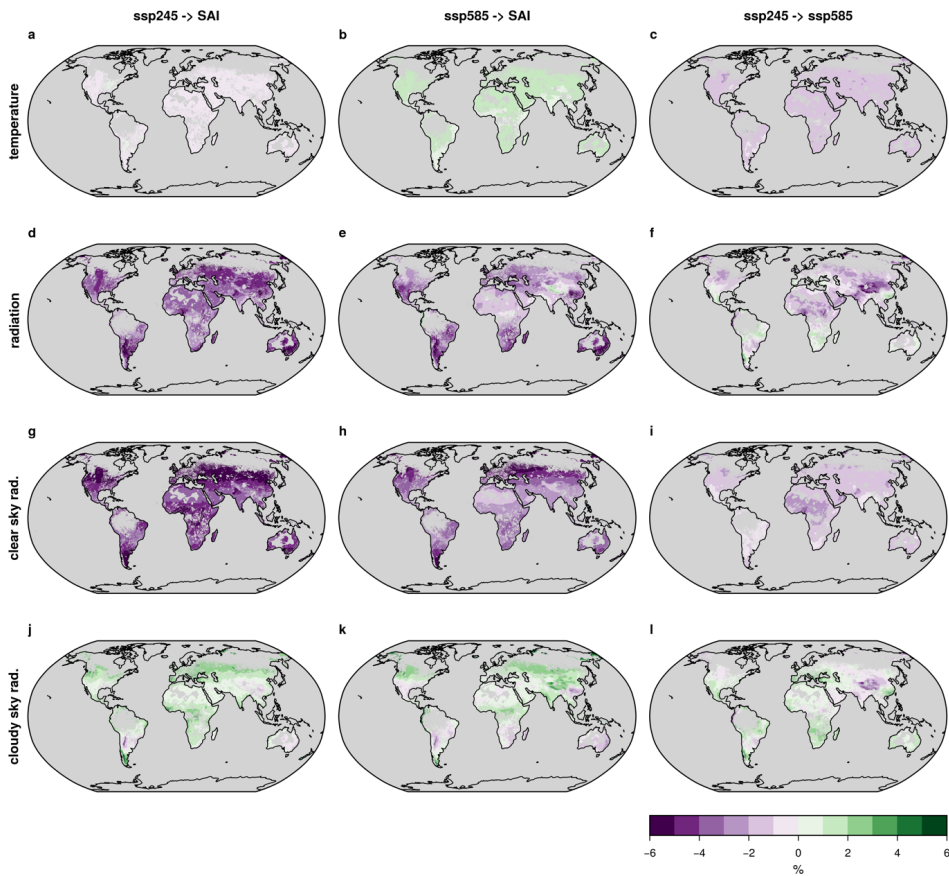 ssp245 -> SAI ssp585 -> SAI ssp245 -> ssp585
a b c
temperature
d e f
radiation
g h i
clear sky rad.
j k l
cloudy sky rad.
−6 −4 −2 0 2 4 6
%